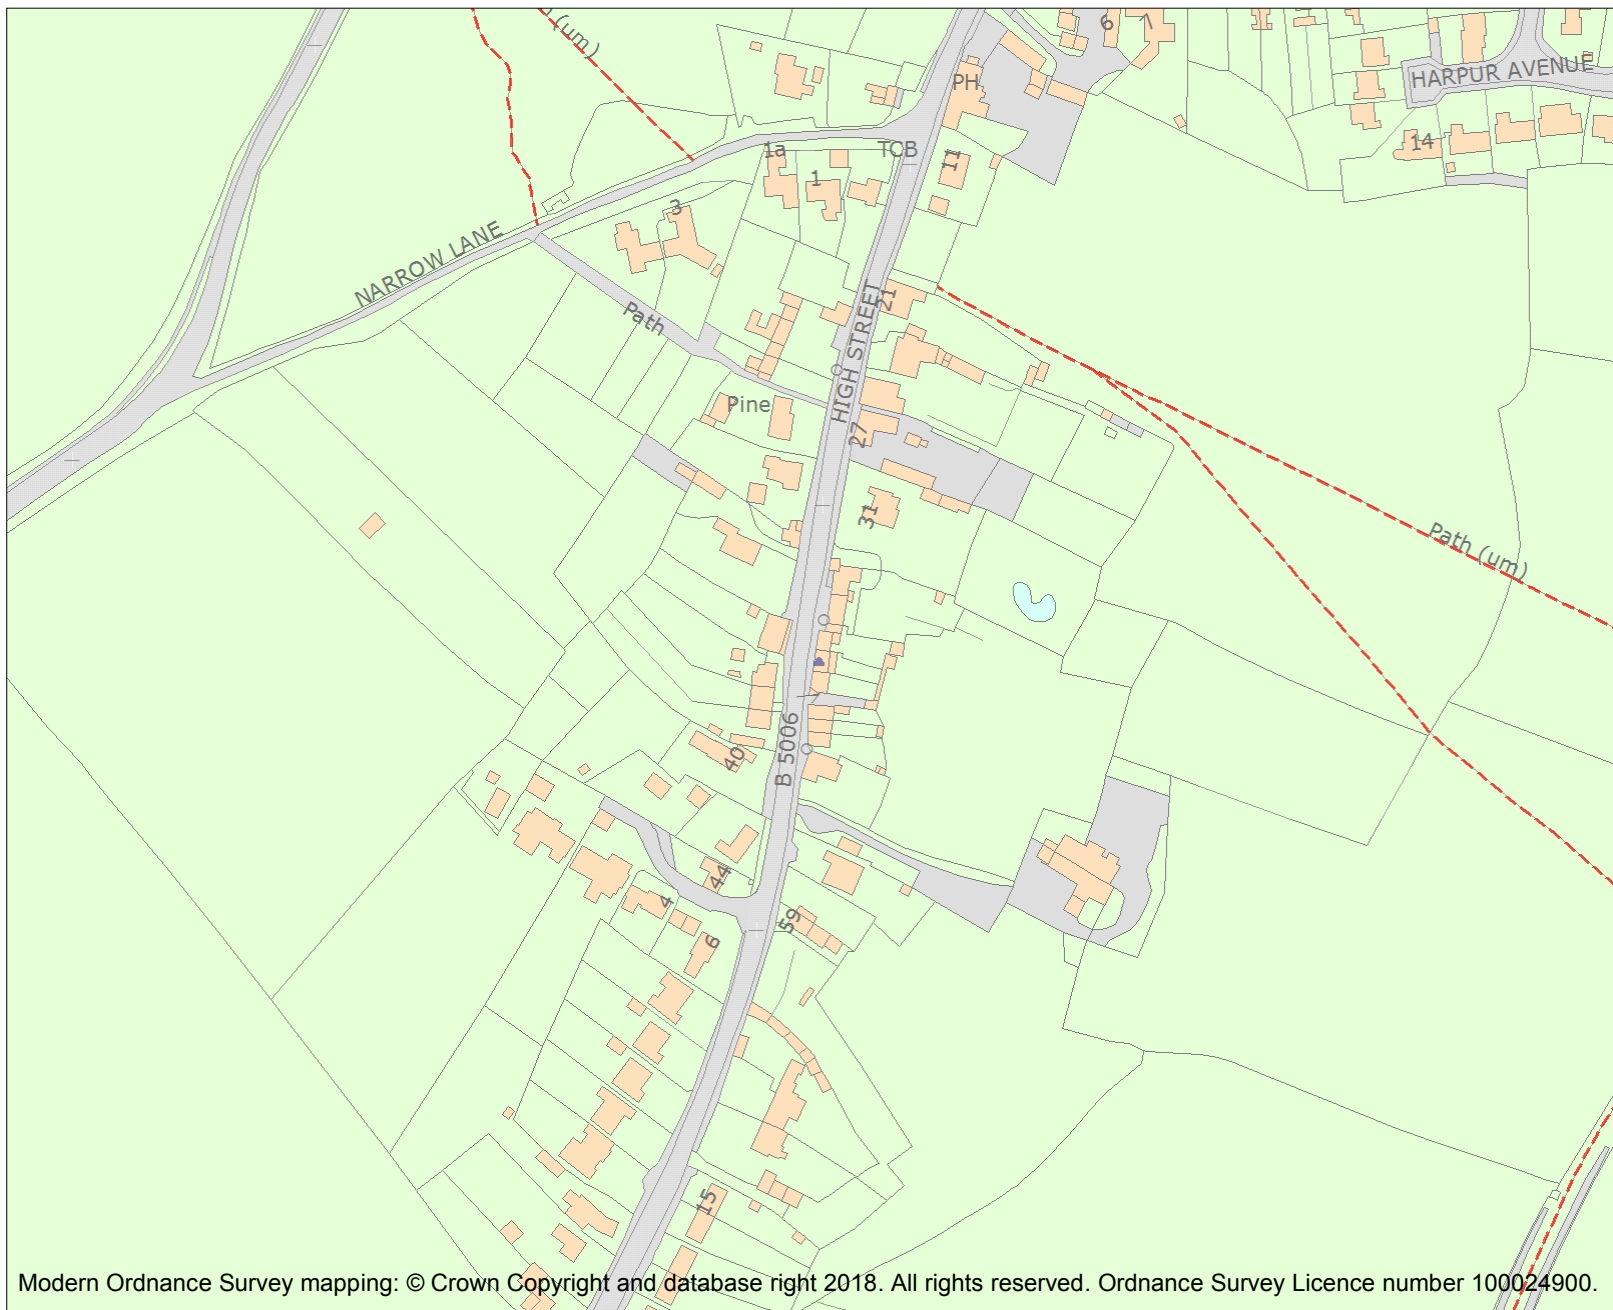 (um)
6
7
PH
HARPUR AVENUE
14
1a
TCB
11
1
3
NARROW LANE
Path
HIGH STREET
21
Pine
27
31
Path (um)
B 5006
40
44
4
59
6
15
Modern Ordnance Survey mapping: © Crown Copyright and database right 2018. All rights reserved. Ordnance Survey Licence number 100024900.